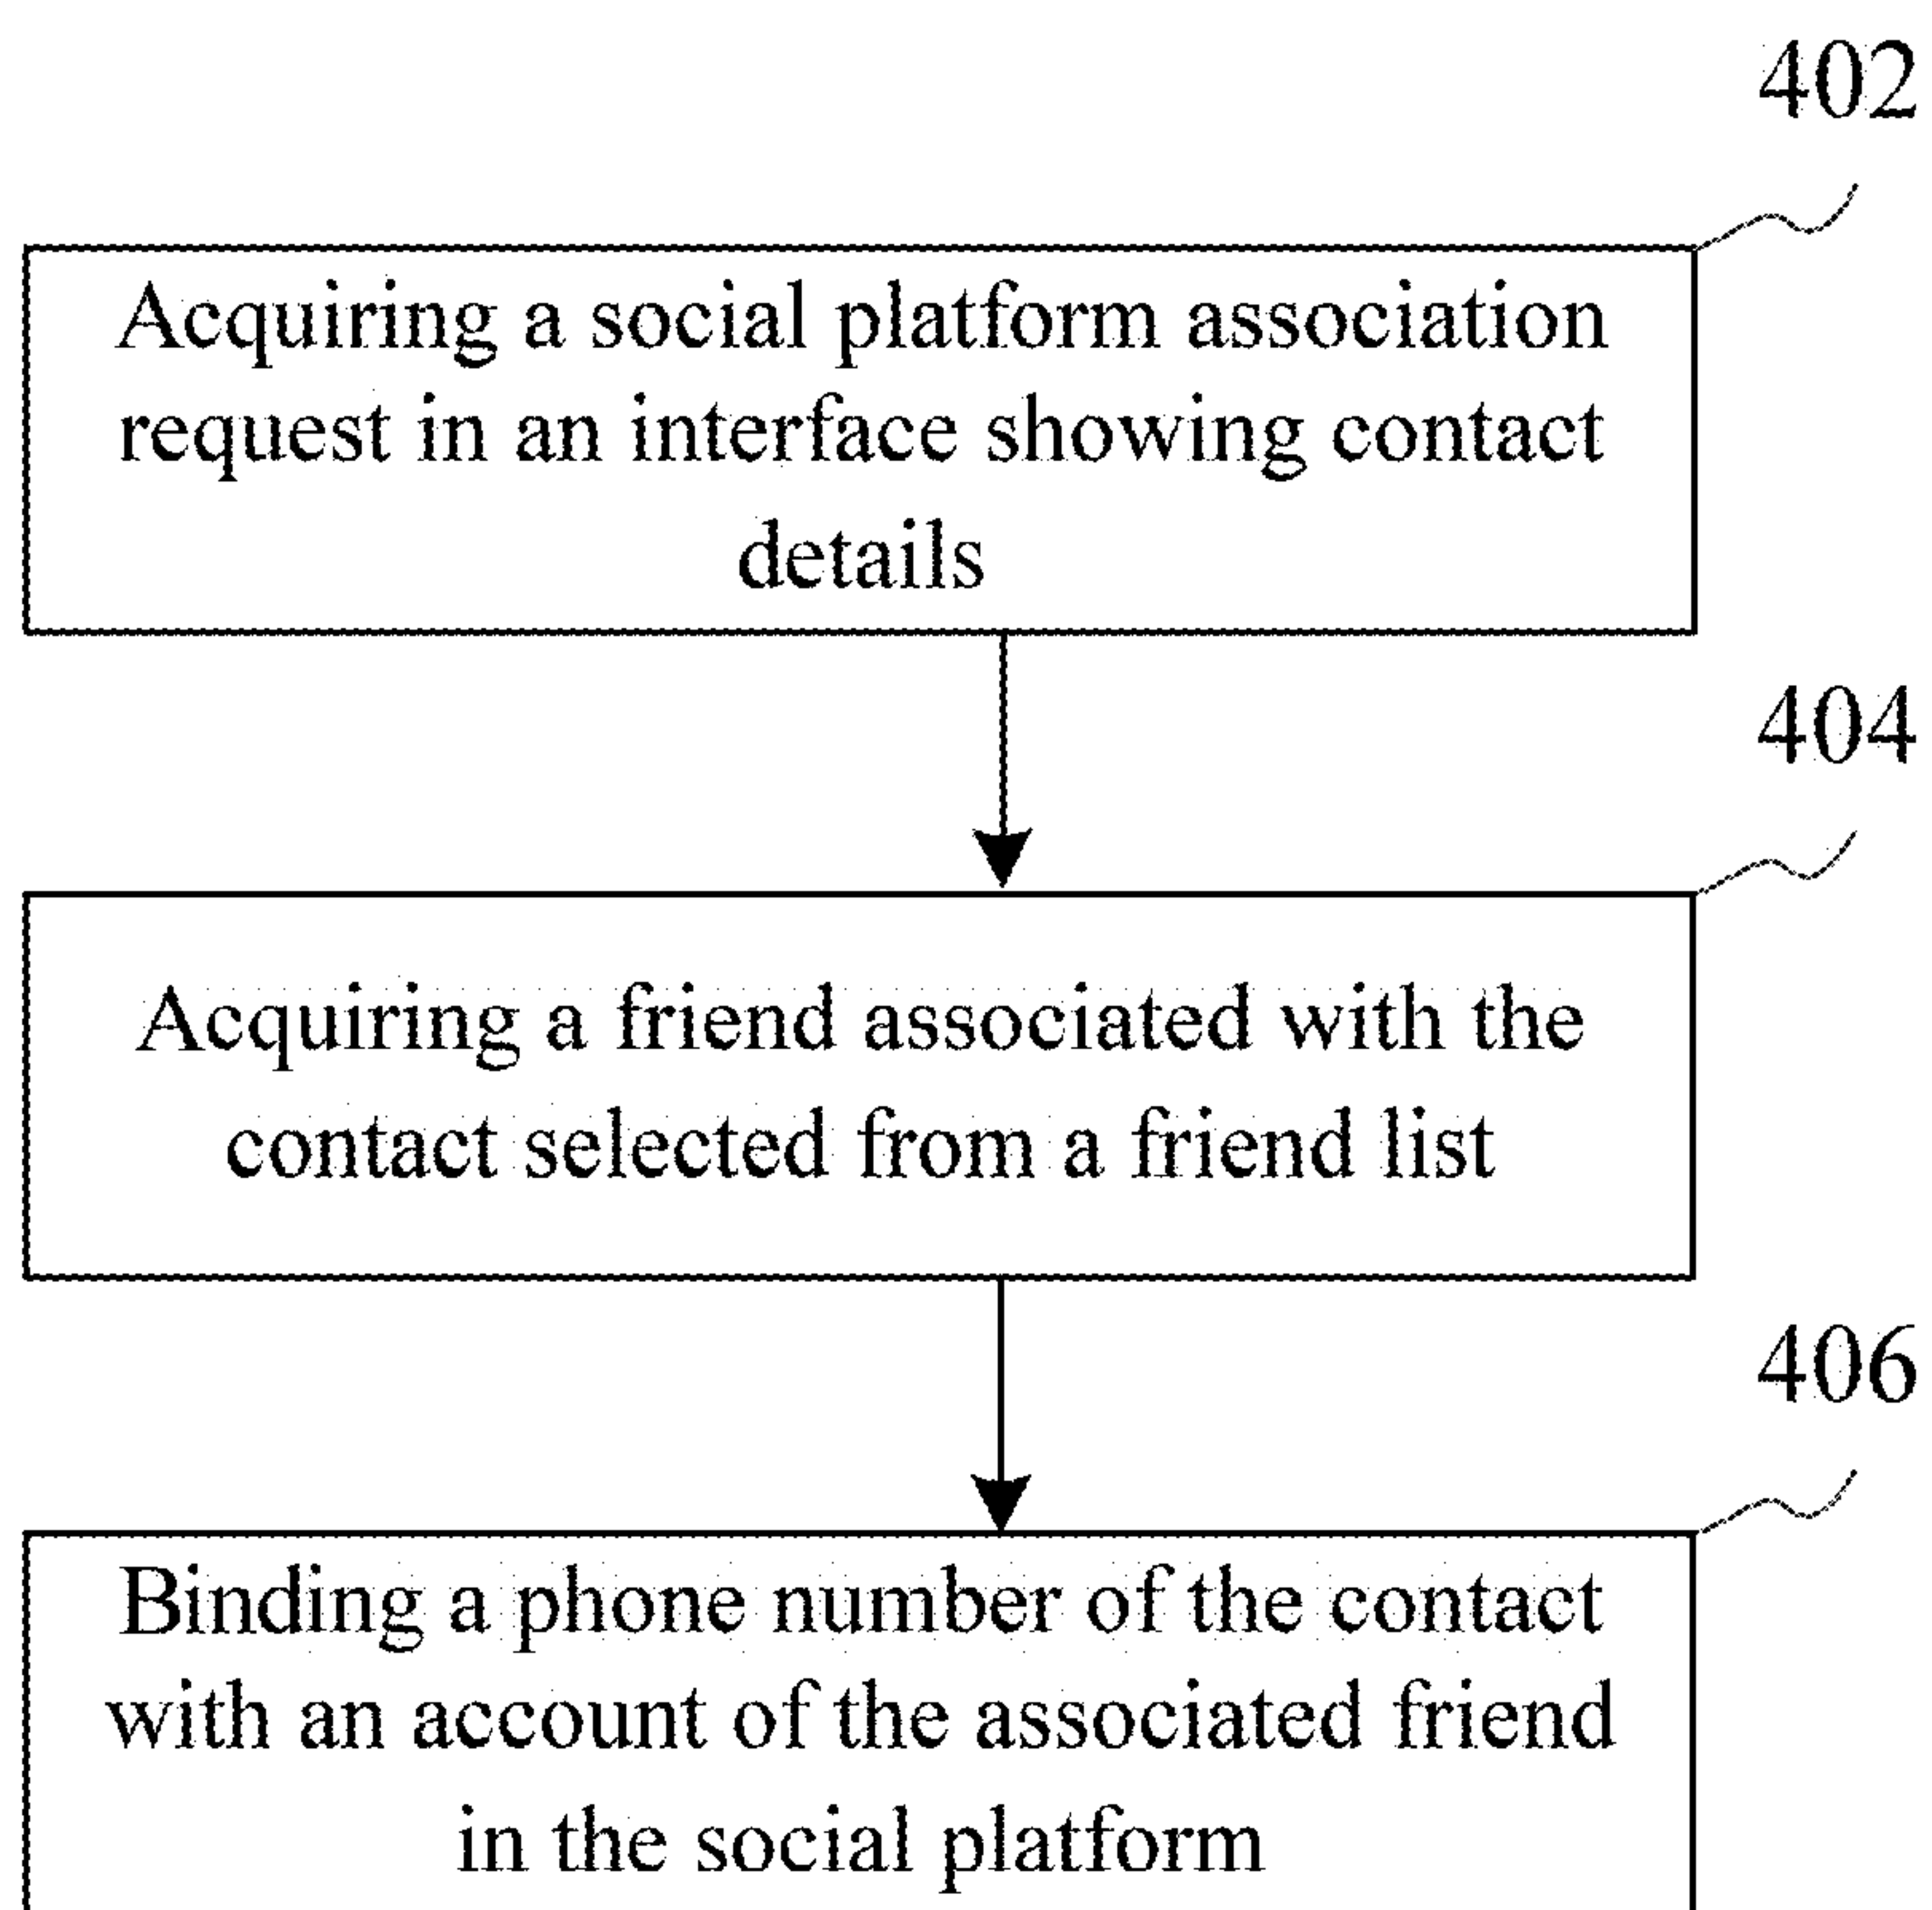 402
Acquiring a social platform association
request in an interface showing contact
details
404
Acquiring a friend associated with the
contact selected from a friend list
406
Binding a phone number of the contact
with an account of the associated friend
in the social platform